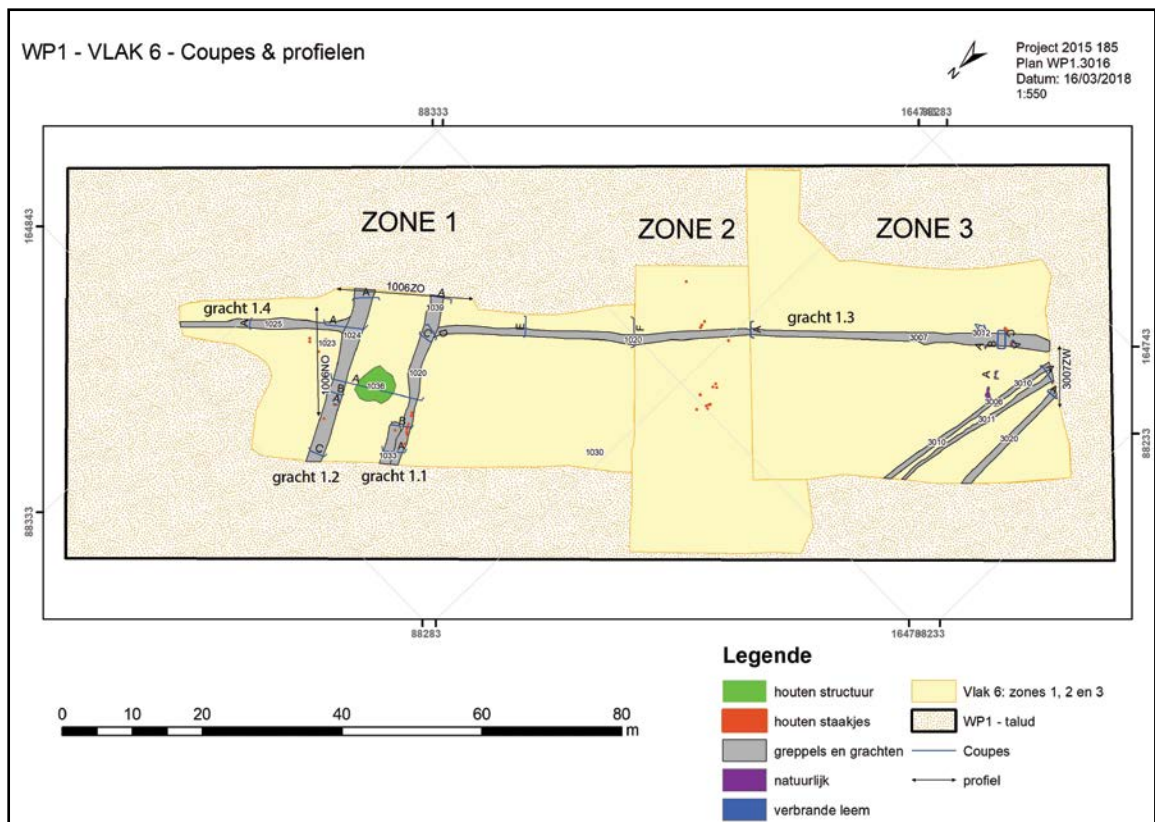 WP1 - VLAK 6 - Coupes & profielen
N
Project 2015 185
Plan WP1.3016
Datum: 16/03/2018
1:550
88333
88283
164843
88333
164743
88233
88283
88233
ZONE 1
ZONE 2
ZONE 3
1006ZO
gracht 1.4
A
1025
A
1024
1023
1006NO
A
A
1039
C
E
F
1020
A
gracht 1.3
3007
3012
A
B
3007ZW
A
1036
B
A
1020
B
1033
A
C
gracht 1.2
gracht 1.1
1030
A
3006
3010
3011
3010
3020
0
10
20
40
60
80
m
Legende
houten structuur
houten staakjes
greppels en grachten
natuurlijk
verbrande leem
Vlak 6: zones 1, 2 en 3
WP1 - talud
Coupes
profiel